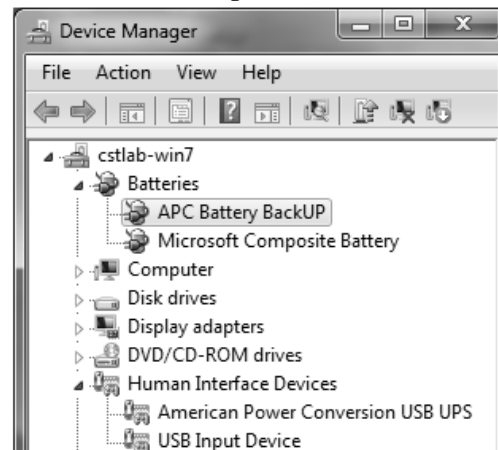 Device Manager
File Action View Help
cstlab-win7
Batteries
APC Battery BackUP
Microsoft Composite Battery
Computer
Disk drives
Display adapters
DVD/CD-ROM drives
Human Interface Devices
American Power Conversion USB UPS
USB Input Device